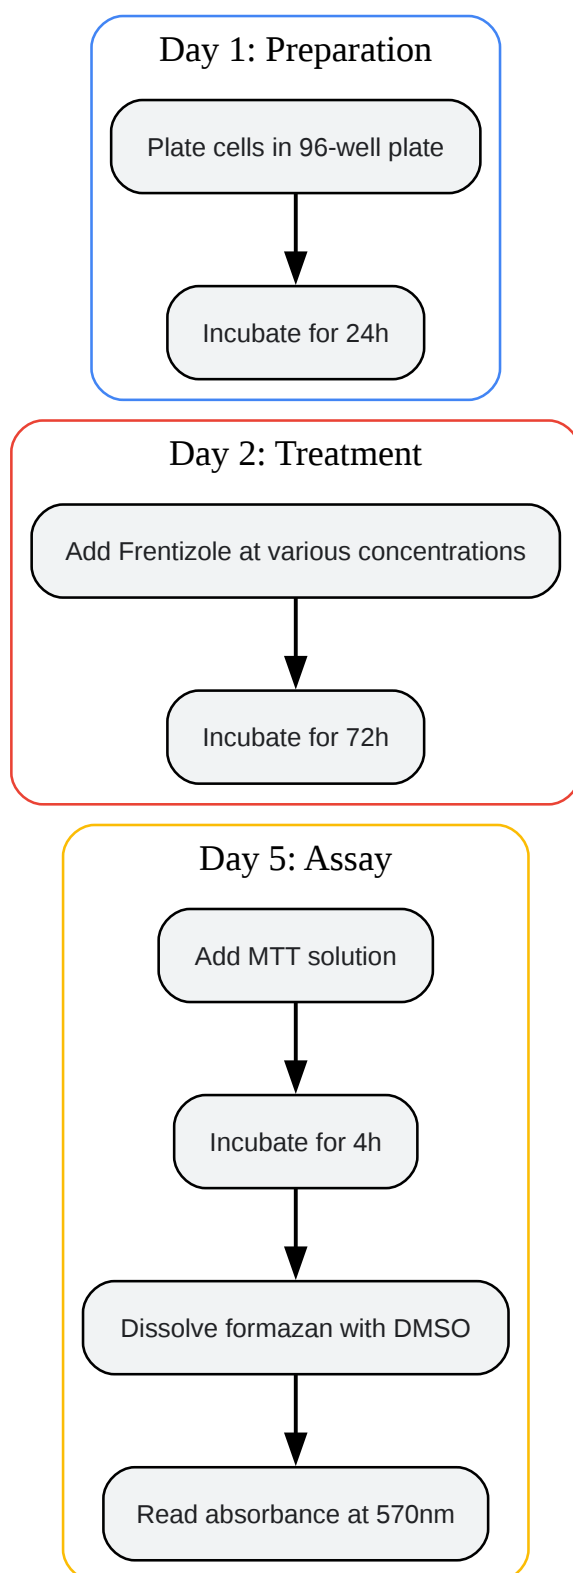 Day 1: Preparation
Plate cells in 96-well plate
Incubate for 24h
Day 2: Treatment
Add Frentizole at various concentrations
Incubate for 72h
Day 5: Assay
Add MTT solution
Incubate for 4h
Dissolve formazan with DMSO
Read absorbance at 570nm